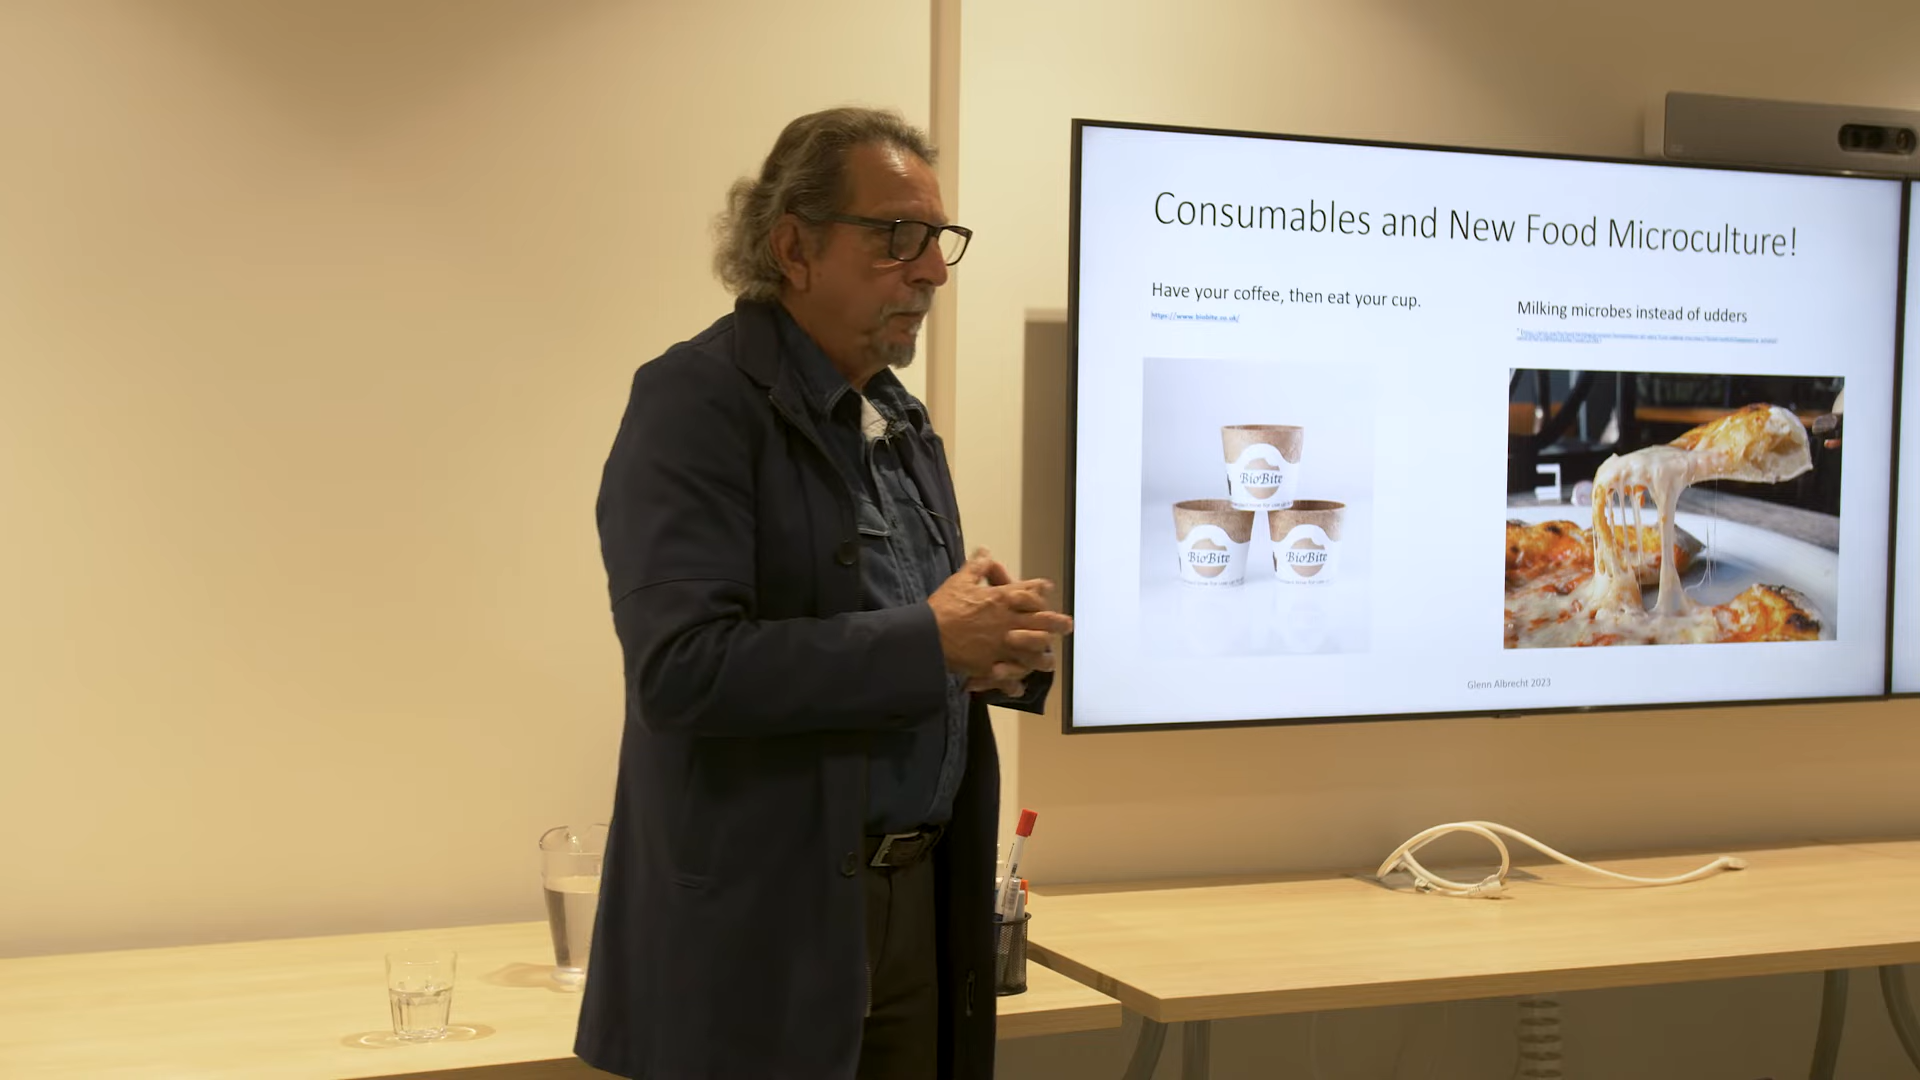 Consumables and New Food Microculture!
Have your coffee, then eat your cup.
https://www.biobite.co.uk/
Milking microbes instead of udders
BioBite
BioBite
BioBite
Glenn Albrecht 2023